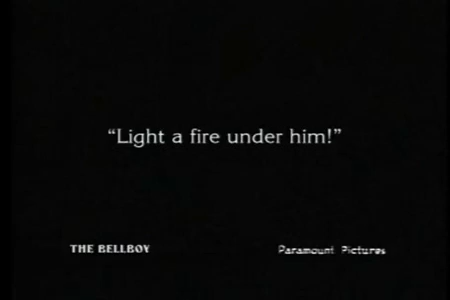 “Light a fire under him!”
THE BELLBOY
Paramount Pictures